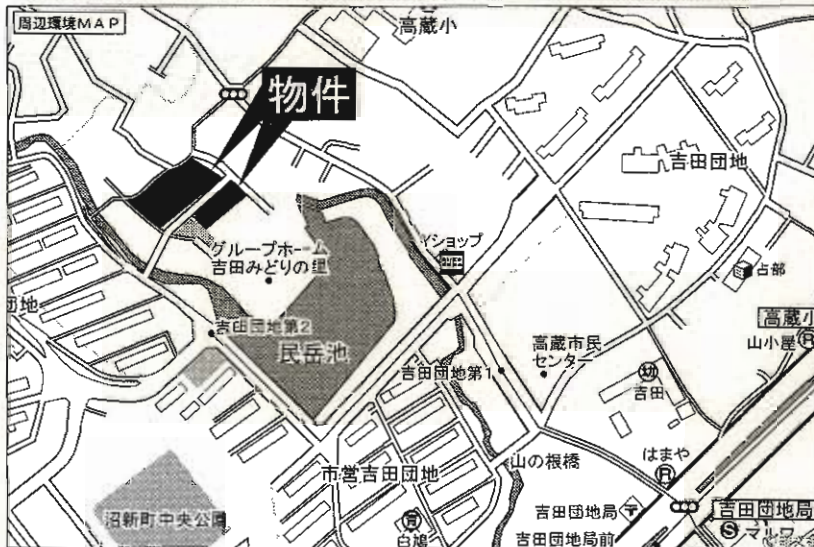 周辺環境MAP
高蔵小
物件
吉田団地
イショップ
グループホーム
吉田みどりの里
占部
団地
吉田団地第2
高蔵小
山小屋
民岳池
高蔵市民
センター
吉田団地第1
幼
吉田
はまや
市営吉田団地
山の根橋
沼新町中央公園
白鳩
吉田団地局
吉田団地局前
吉田団地局
マルワ